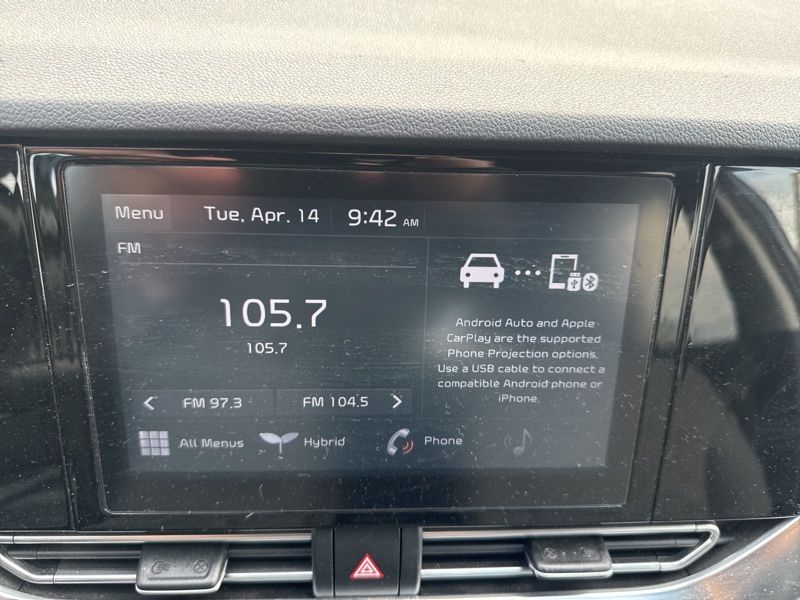 Menu Tue, Apr. 14 9:42 AM
FM
105.7
105.7
FM 97.3 FM 104.5
Android Auto and Apple
CarPlay are the supported
Phone Projection options.
Use a USB cable to connect a
compatible Android phone or
iPhone.
All Menus Hybrid Phone